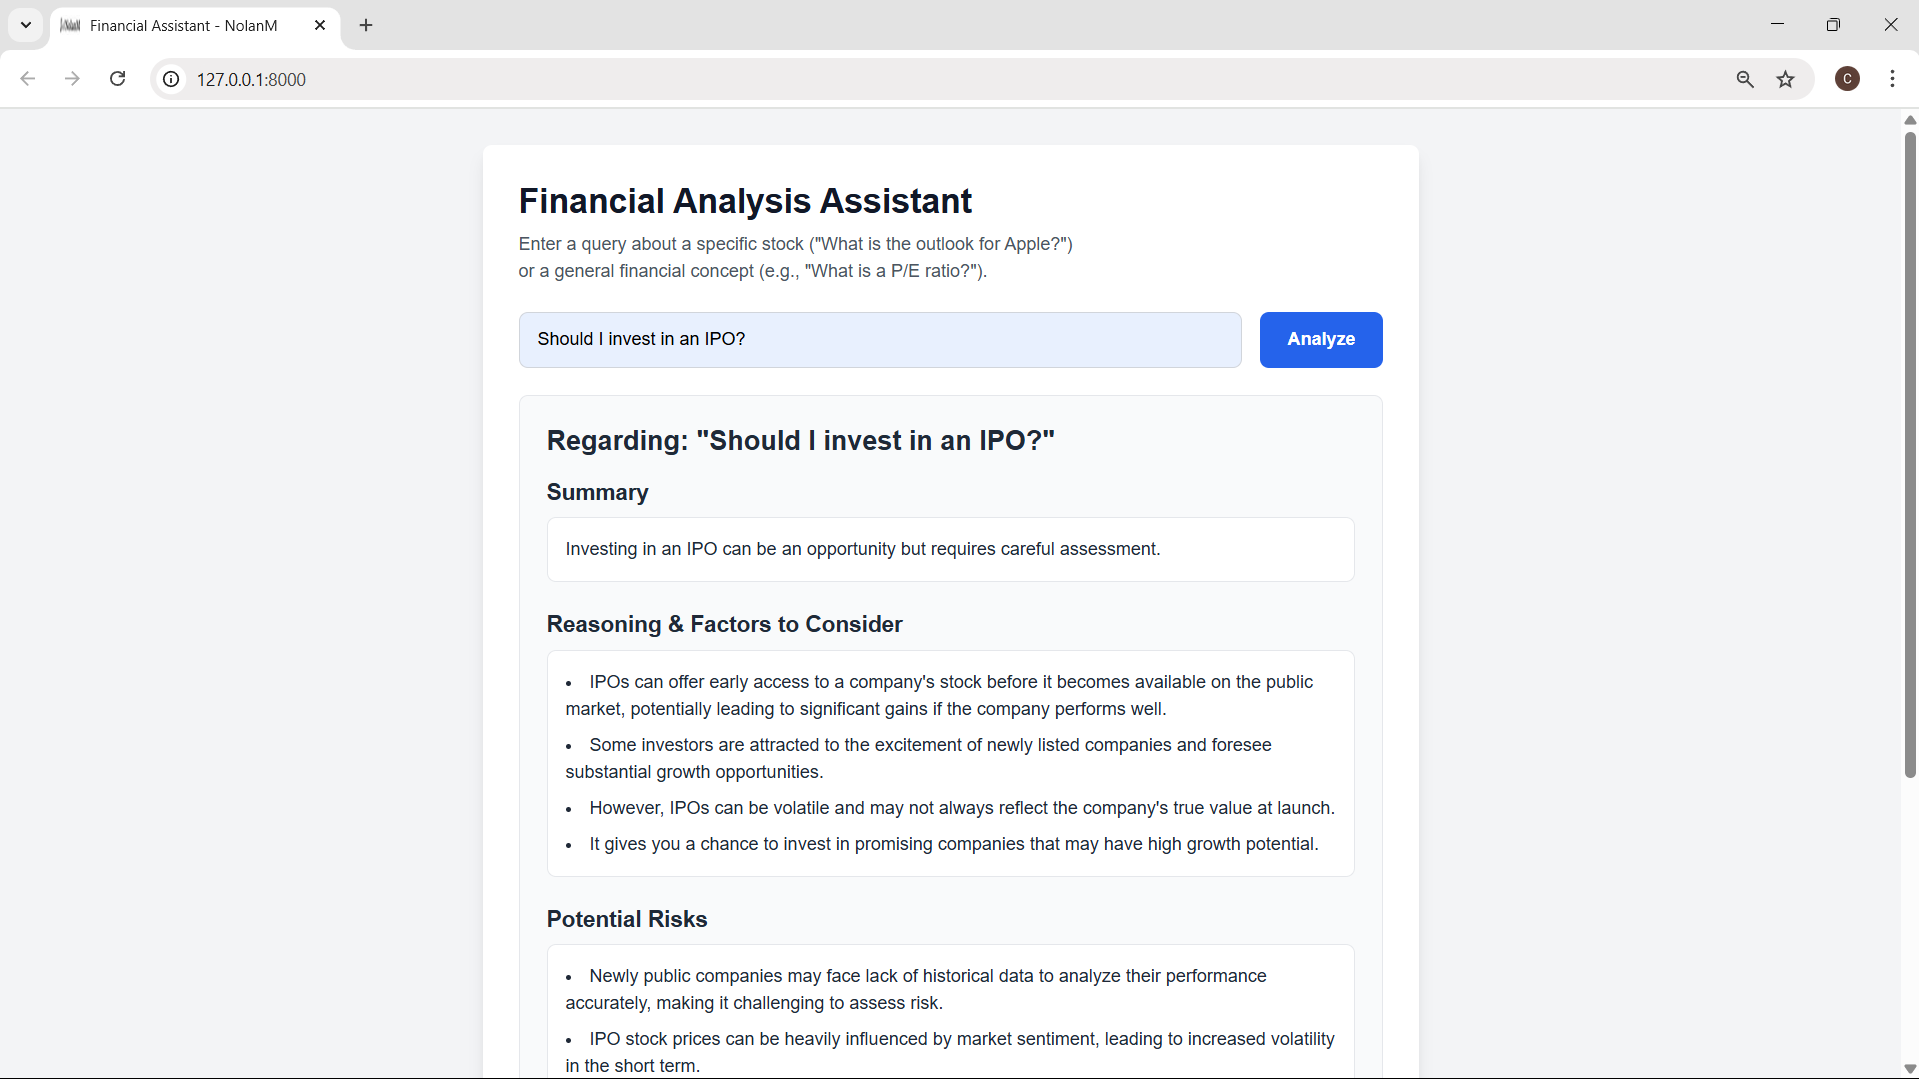 Financial Assistant - NolanM
127.0.0.1:8000
C
Financial Analysis Assistant
Enter a query about a specific stock ("What is the outlook for Apple?")
or a general financial concept (e.g., "What is a P/E ratio?").
Should I invest in an IPO?
Analyze
Regarding: "Should I invest in an IPO?"
Summary
Investing in an IPO can be an opportunity but requires careful assessment.
Reasoning & Factors to Consider
• IPOs can offer early access to a company's stock before it becomes available on the public
market, potentially leading to significant gains if the company performs well.
• Some investors are attracted to the excitement of newly listed companies and foresee
substantial growth opportunities.
• However, IPOs can be volatile and may not always reflect the company's true value at launch.
• It gives you a chance to invest in promising companies that may have high growth potential.
Potential Risks
• Newly public companies may face lack of historical data to analyze their performance
accurately, making it challenging to assess risk.
• IPO stock prices can be heavily influenced by market sentiment, leading to increased volatility
in the short term.